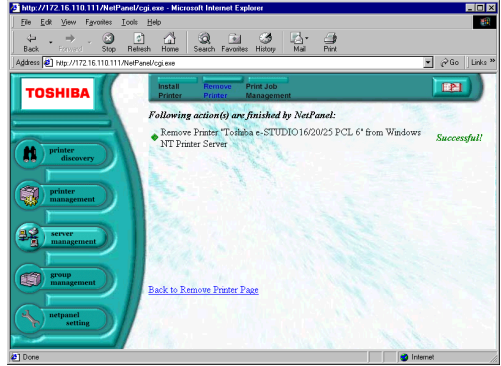 http://172.16.110.111/NetPanel/cgi.exe - Microsoft Internet Explorer
File Edit View Favorites Tools Help
Back Forward Stop Refresh Home Search Favorites History Mail Print
Address http://172.16.110.111/NetPanel/cgi.exe Go Links »
TOSHIBA
Install Printer
Remove Printer
Print Job Management
Following action(s) are finished by NetPanel:
Remove Printer "Toshiba e-STUDIO16/20/25 PCL 6" from Windows
NT Printer Server
Successful!
printer
discovery
printer
management
server
management
group
management
netpanel
setting
Back to Remove Printer Page
Done Internet